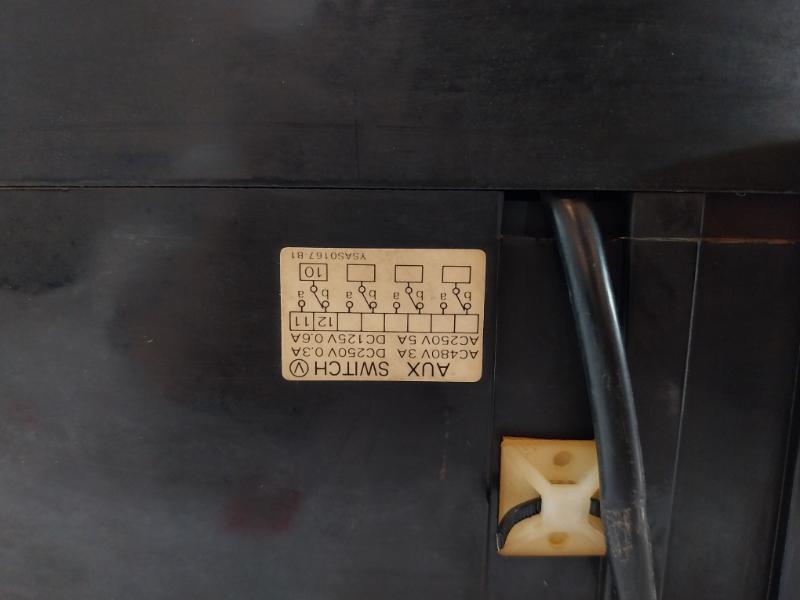 AUX SWITCH Ⓥ
AC480V 3A DC250V 0.3A
AC250V 5A DC125V 0.6A
12 11
b a b a b a b a
10
YSAS0167-B1